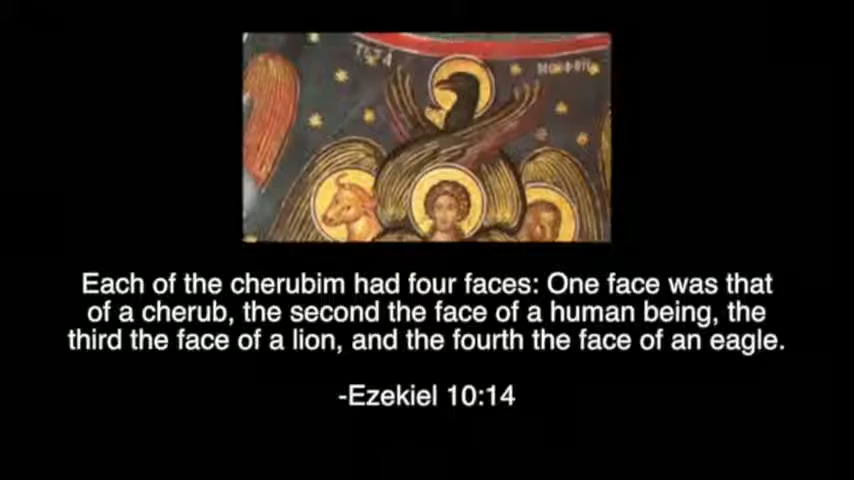 Each of the cherubim had four faces: One face was that
of a cherub, the second the face of a human being, the
third the face of a lion, and the fourth the face of an eagle.
-Ezekiel 10:14